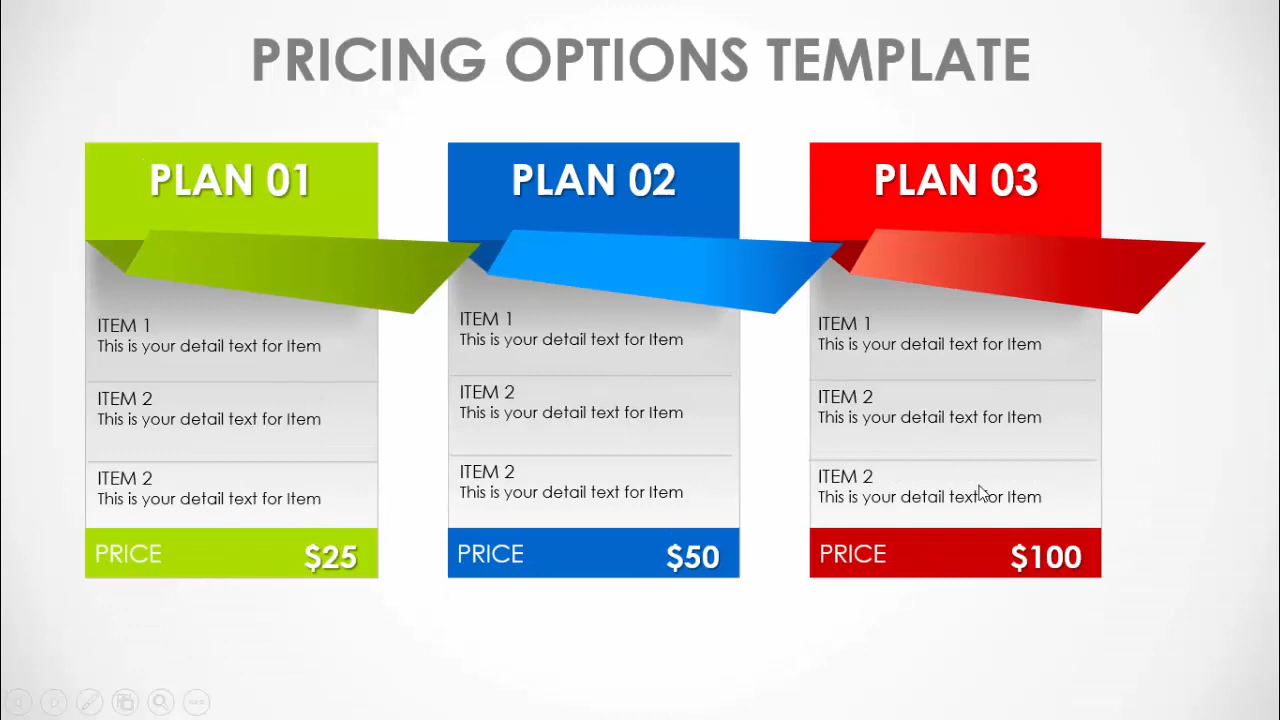 PRICING OPTIONS TEMPLATE
PLAN 01
ITEM 1
This is your detail text for Item
ITEM 2
This is your detail text for Item
ITEM 2
This is your detail text for Item
PRICE $25
PLAN 02
ITEM 1
This is your detail text for Item
ITEM 2
This is your detail text for Item
ITEM 2
This is your detail text for Item
PRICE $50
PLAN 03
ITEM 1
This is your detail text for Item
ITEM 2
This is your detail text for Item
ITEM 2
This is your detail text for Item
PRICE $100